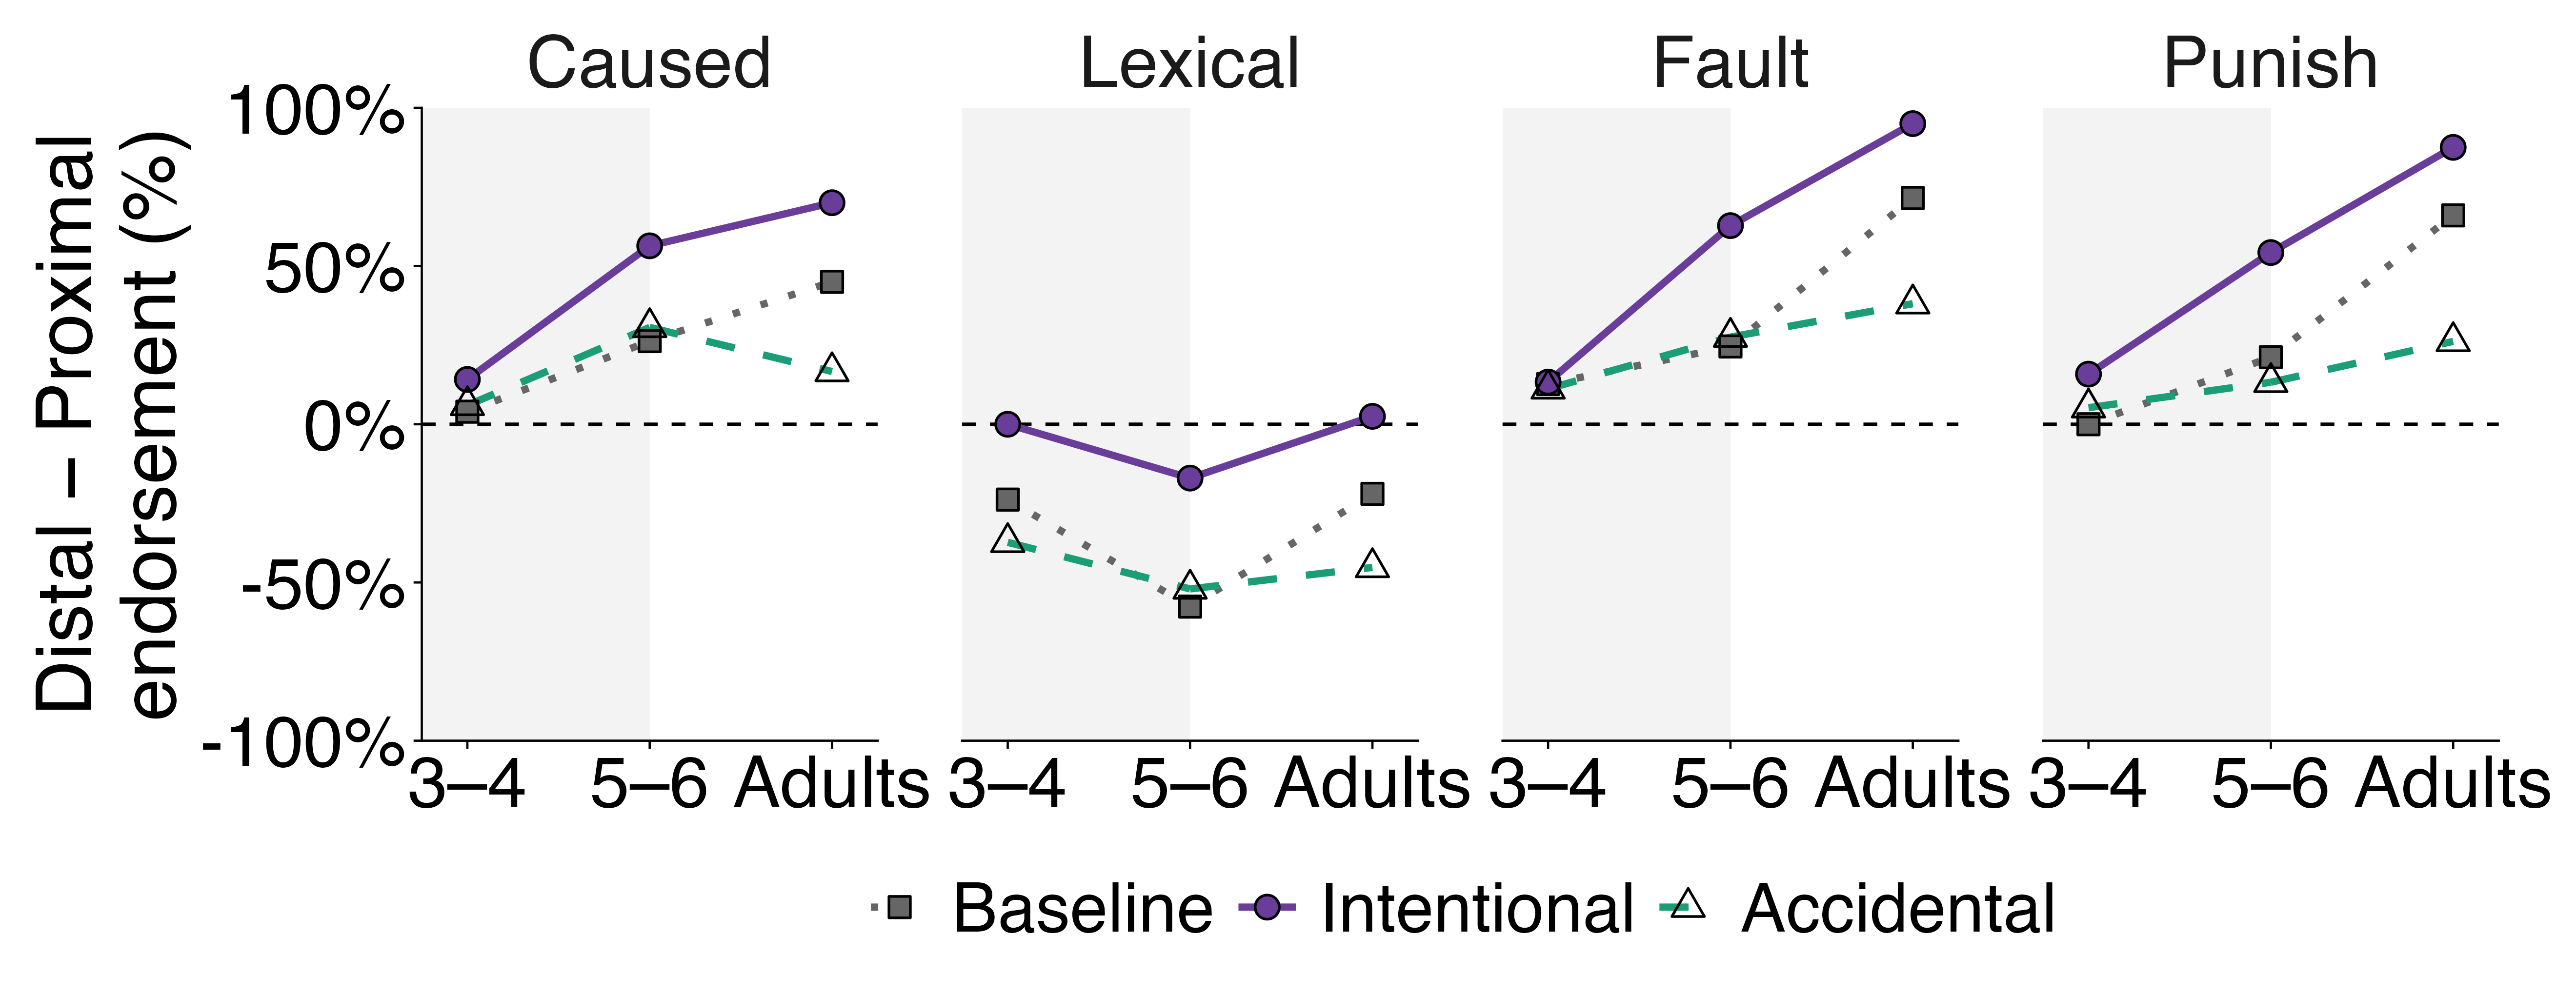 Caused
Lexical
Fault
Punish
Distal – Proximal
endorsement (%)
100%
50%
0%
-50%
-100%
3–4 5–6 Adults
3–4 5–6 Adults
3–4 5–6 Adults
3–4 5–6 Adults
Baseline Intentional Accidental